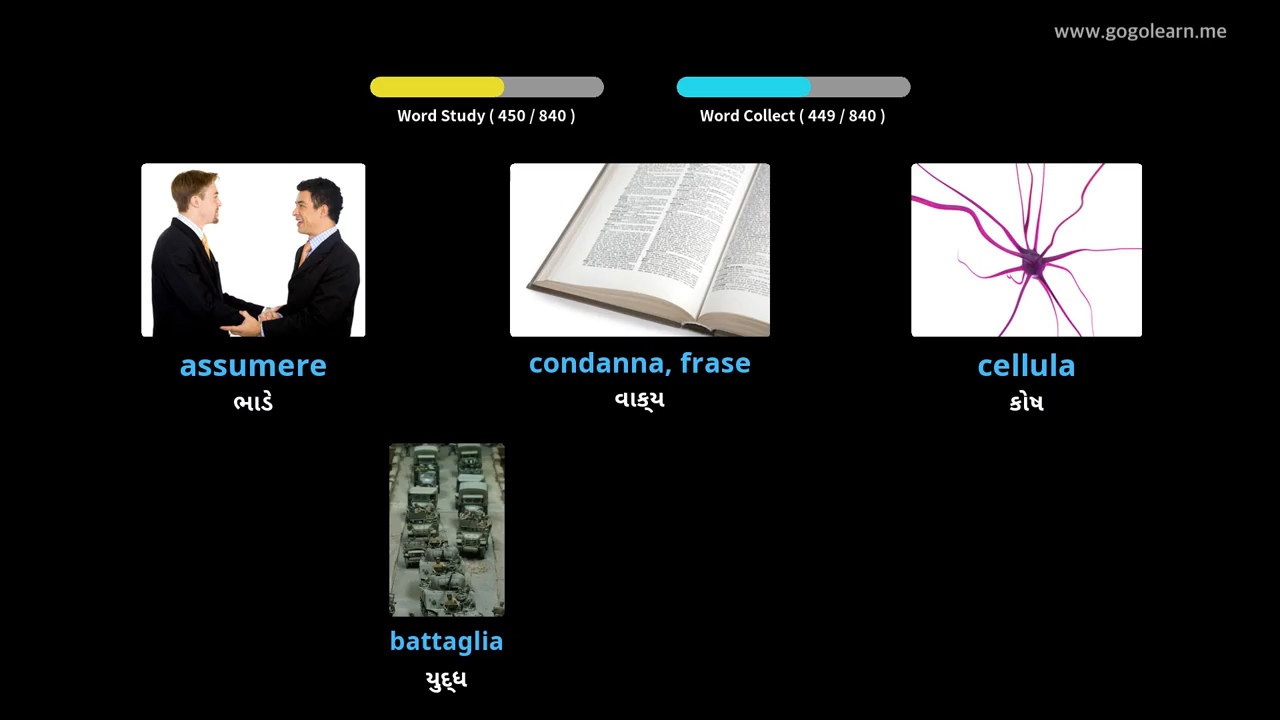 www.gogolearn.me
Word Study ( 450 / 840 )
Word Collect ( 449 / 840 )
assumere
ભાડે
condanna, frase
વાક્ય
cellula
કોષ
battaglia
યુદ્ધ